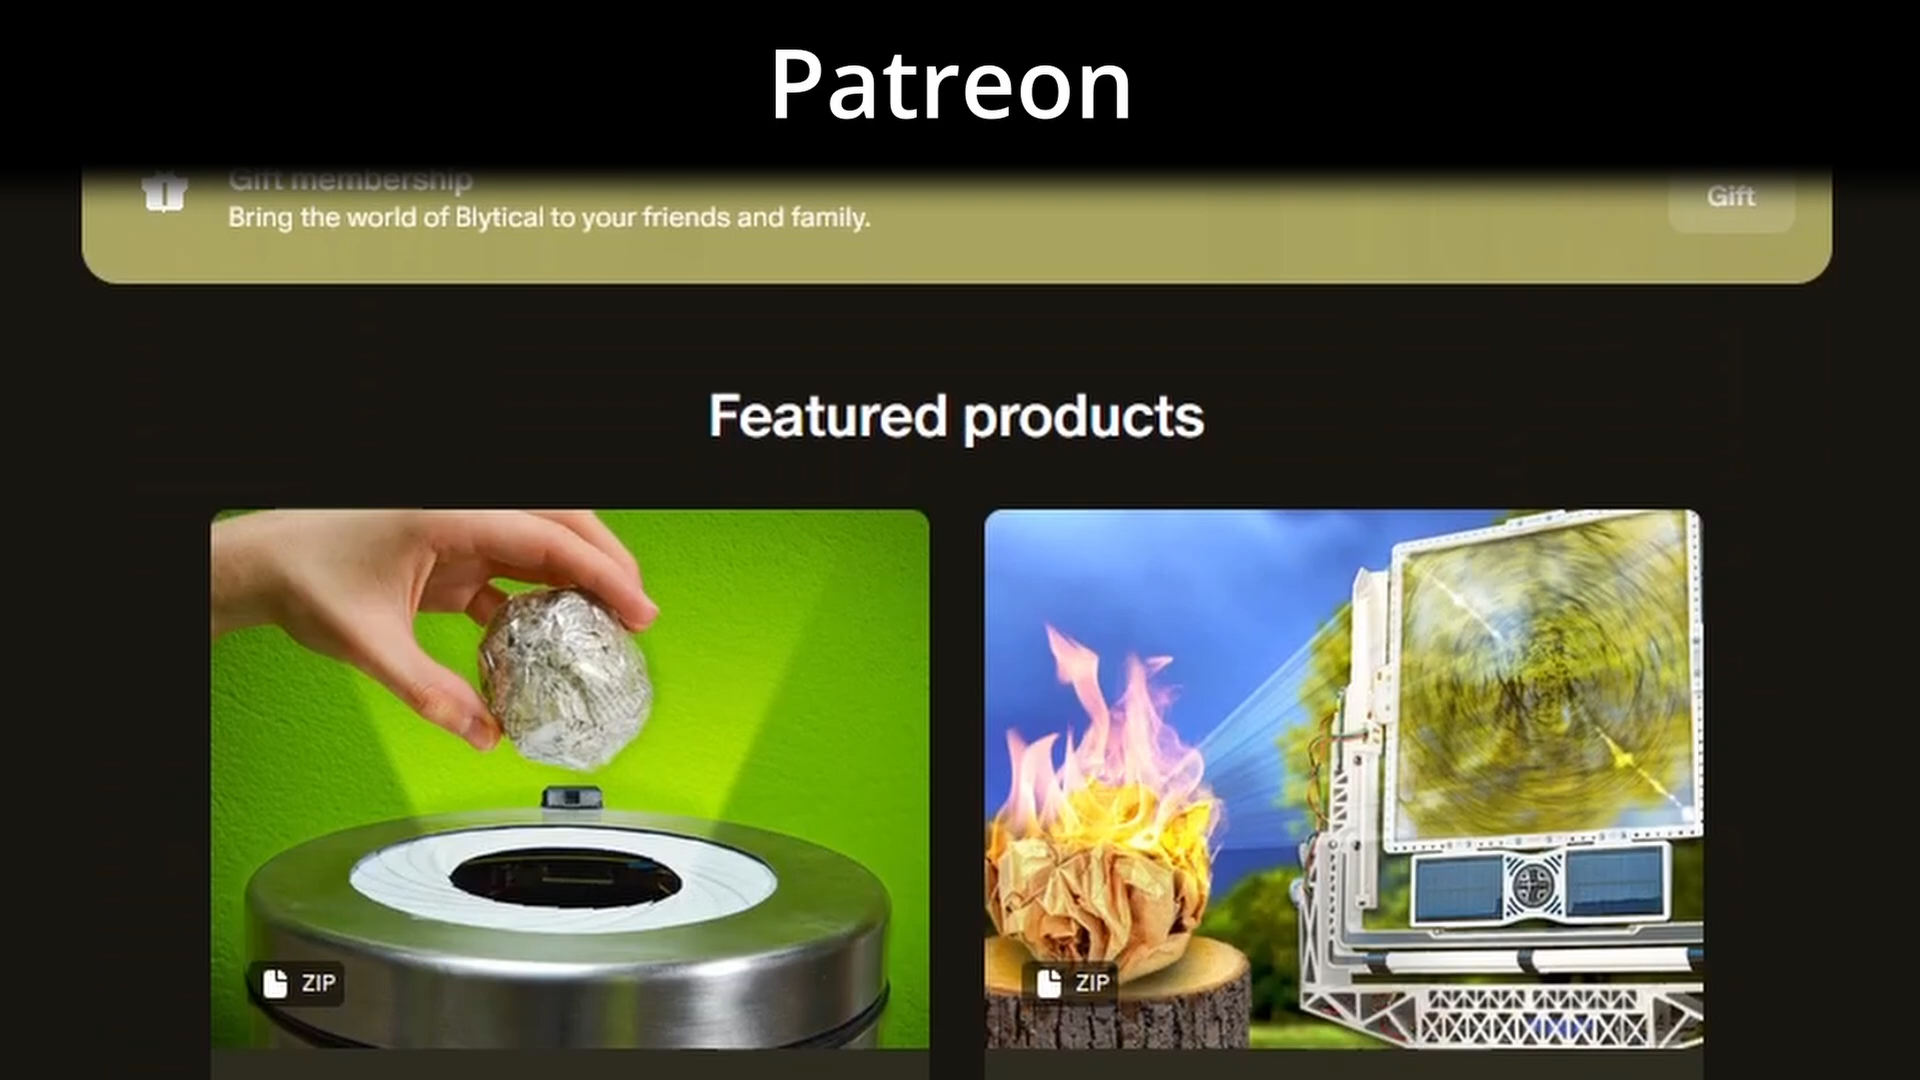 Patreon
Gift membership
Bring the world of Blytical to your friends and family.
Gift
Featured products
ZIP
ZIP